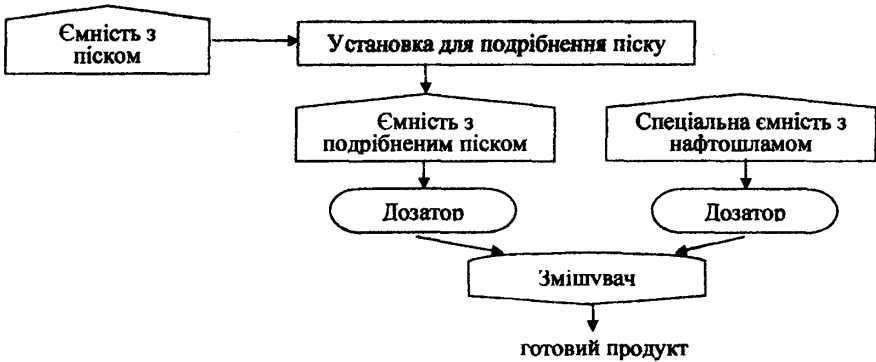 Ємність з
піском
Установка для подрібнення піску
Ємність з
подрібненим піском
Спеціальна ємність з
нафтошламом
Дозатор
Дозатор
Змішувач
готовий продукт